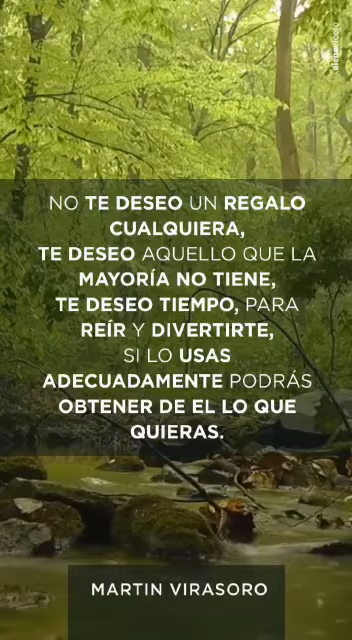 NO TE DESEO UN REGALO
CUALQUIERA,
TE DESEO AQUELLO QUE LA
MAYORÍA NO TIENE,
TE DESEO TIEMPO, PARA
REÍR Y DIVERTIRTE,
SI LO USAS
ADECUADAMENTE PODRÁS
OBTENER DE EL LO QUE
QUIERAS.
MARTIN VIRASORO